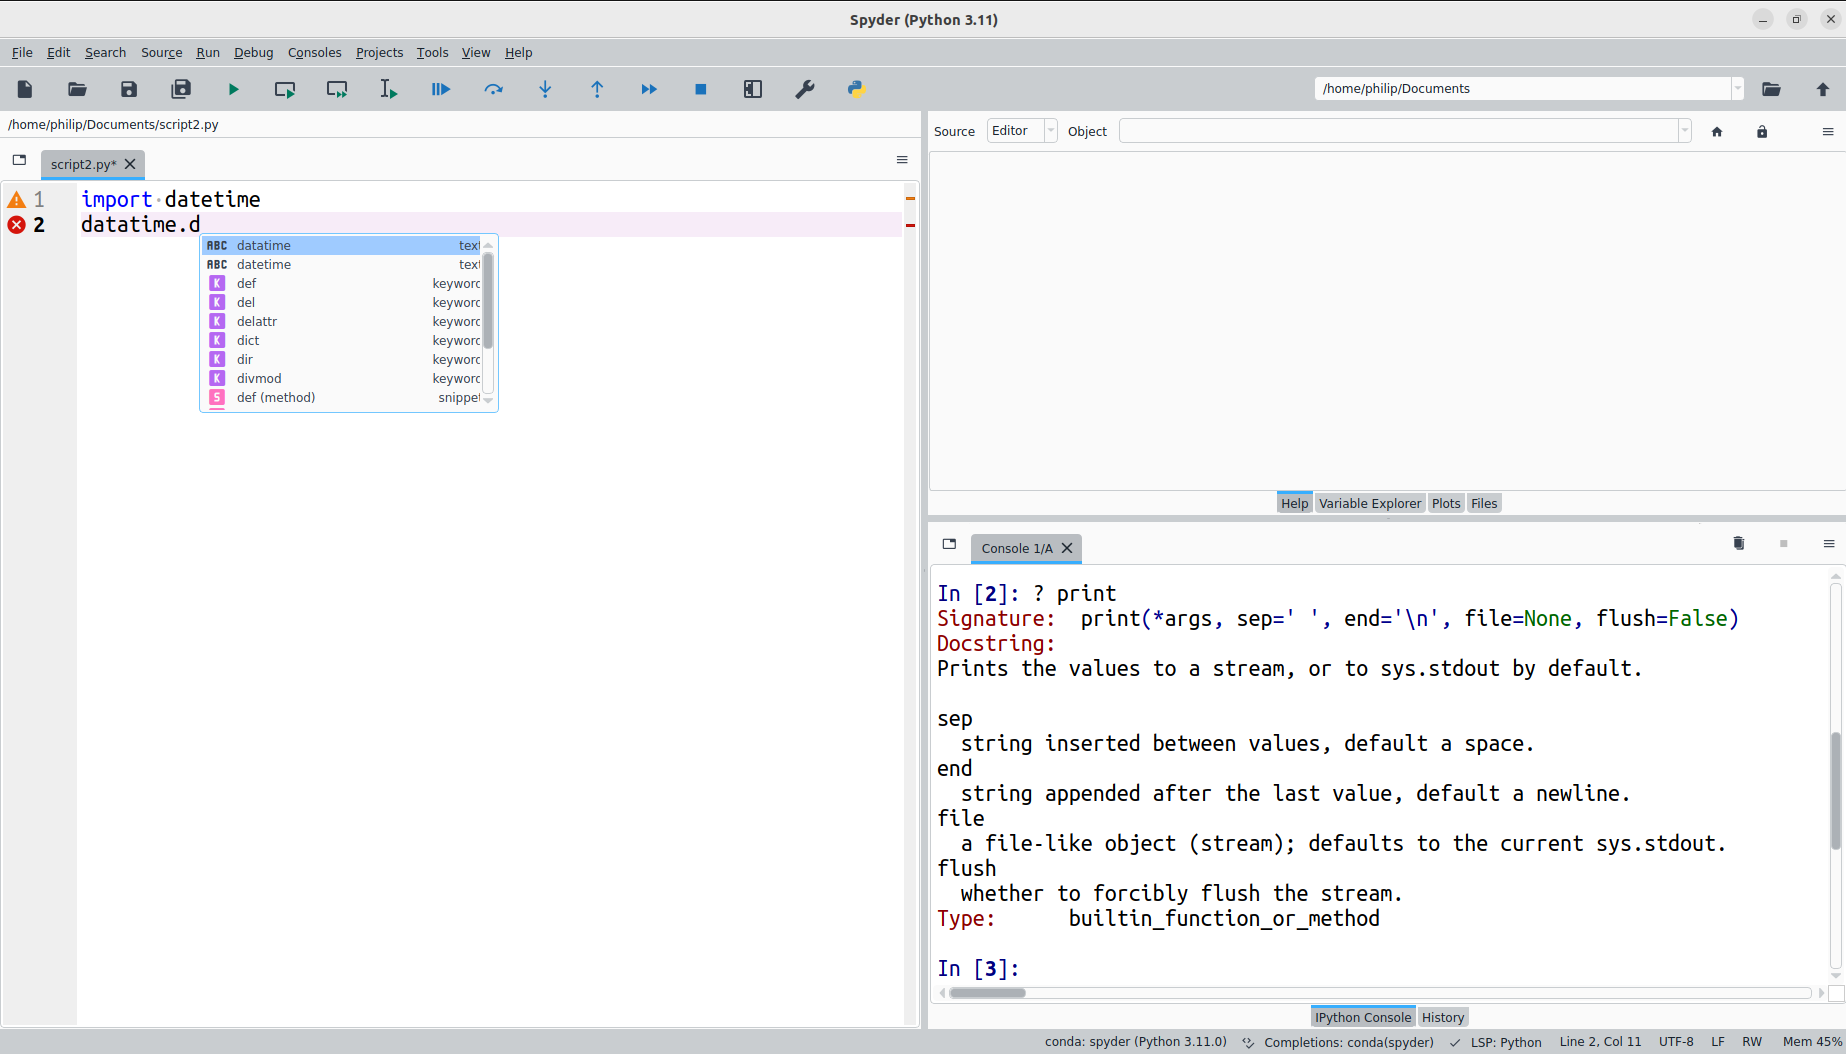 Spyder (Python 3.11)
File Edit Search Source Run Debug Consoles Projects Tools View Help
/home/philip/Documents
/home/philip/Documents/script2.py
script2.py*
1 import datetime
2 datatime.d
ABC datatime text
ABC datetime text
K def keyword
K del keyword
K delattr keyword
K dict keyword
K dir keyword
K divmod keyword
S def (method) snippet
Source Editor Object
Help Variable Explorer Plots Files
Console 1/A
In [2]: ? print
Signature: print(*args, sep=' ', end='\n', file=None, flush=False)
Docstring:
Prints the values to a stream, or to sys.stdout by default.
sep
string inserted between values, default a space.
end
string appended after the last value, default a newline.
file
a file-like object (stream); defaults to the current sys.stdout.
flush
whether to forcibly flush the stream.
Type: builtin_function_or_method
In [3]:
IPython Console History
conda: spyder (Python 3.11.0) Completions: conda(spyder) LSP: Python Line 2, Col 11 UTF-8 LF RW Mem 45%